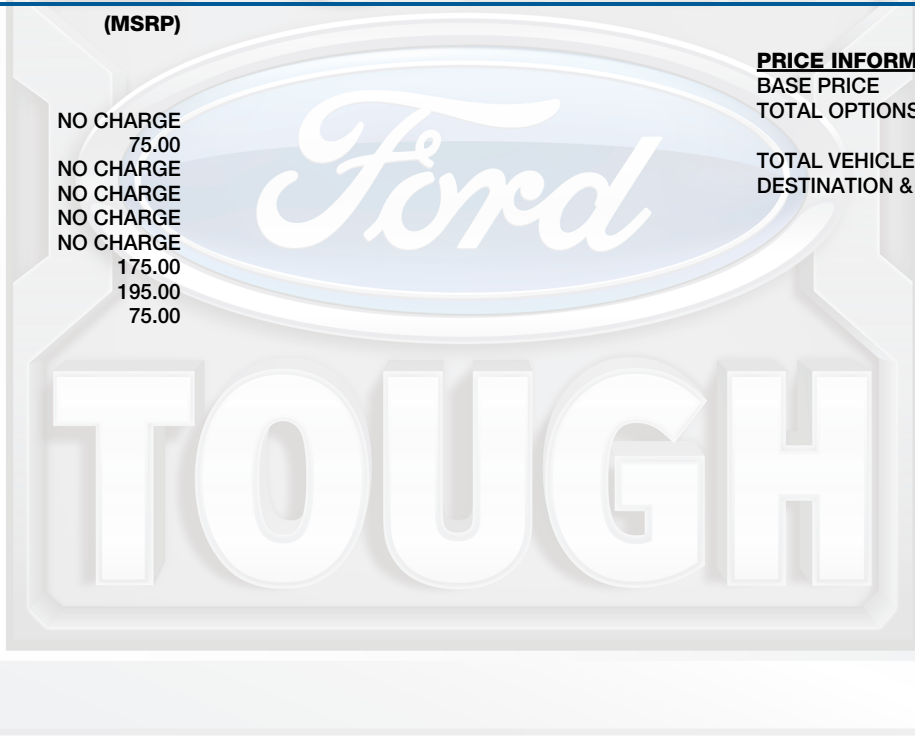 (MSRP)
NO CHARGE
75.00
NO CHARGE
NO CHARGE
NO CHARGE
NO CHARGE
175.00
195.00
75.00
PRICE INFORM
BASE PRICE
TOTAL OPTIONS
TOTAL VEHICLE
DESTINATION &
Ford
TOUGH